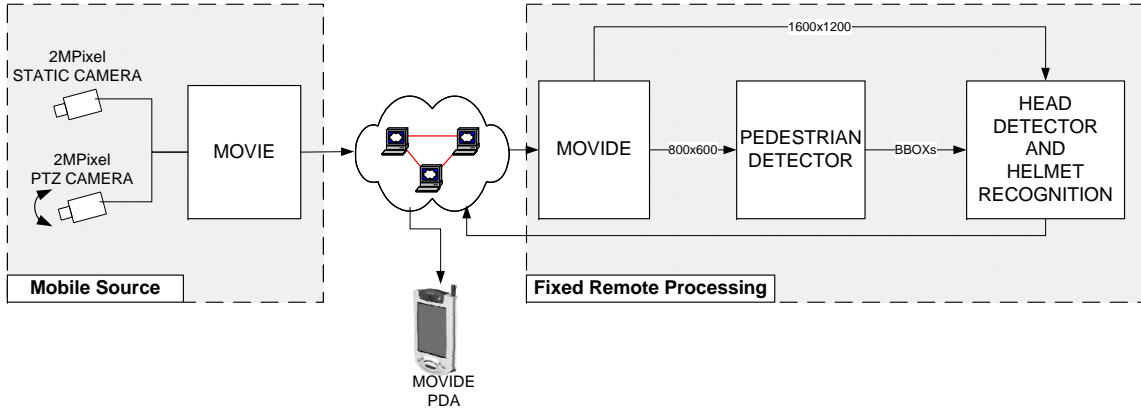 2MPixel
STATIC CAMERA
2MPixel
PTZ CAMERA
MOVIE
Mobile Source
MOVIDE
PDA
1600x1200
MOVIDE
800x600
PEDESTRIAN
DETECTOR
BBOXs
HEAD
DETECTOR
AND
HELMET
RECOGNITION
Fixed Remote Processing